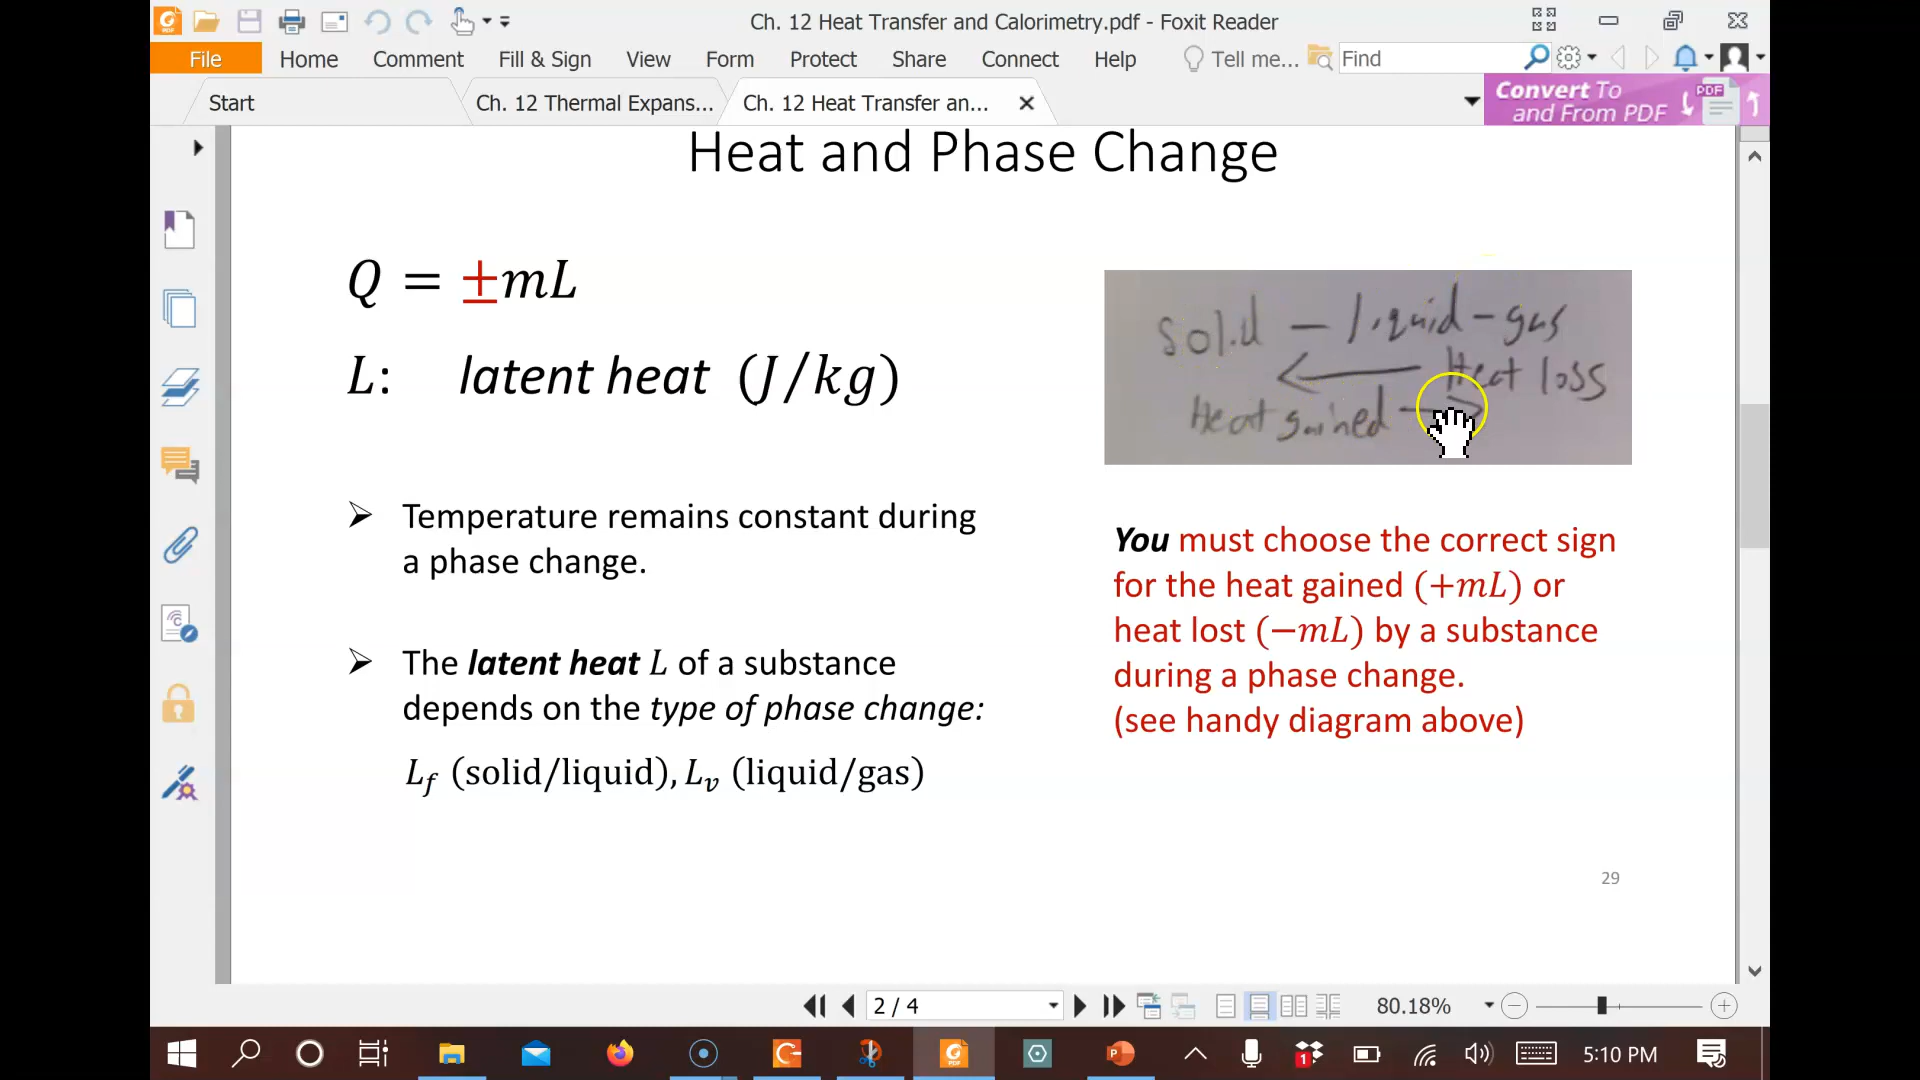 Ch. 12 Heat Transfer and Calorimetry.pdf - Foxit Reader
File Home Comment Fill & Sign View Form Protect Share Connect Help Tell me... Find
Start Ch. 12 Thermal Expans... Ch. 12 Heat Transfer an... Convert To and From PDF PDF
Heat and Phase Change
Q = ±mL
L: latent heat (J/kg)
solid – liquid – gas
Heat loss
Heat gained
➢ Temperature remains constant during
a phase change.
➢ The latent heat L of a substance
depends on the type of phase change:
L_f (solid/liquid), L_v (liquid/gas)
You must choose the correct sign
for the heat gained (+mL) or
heat lost (−mL) by a substance
during a phase change.
(see handy diagram above)
29
2 / 4 80.18%
5:10 PM